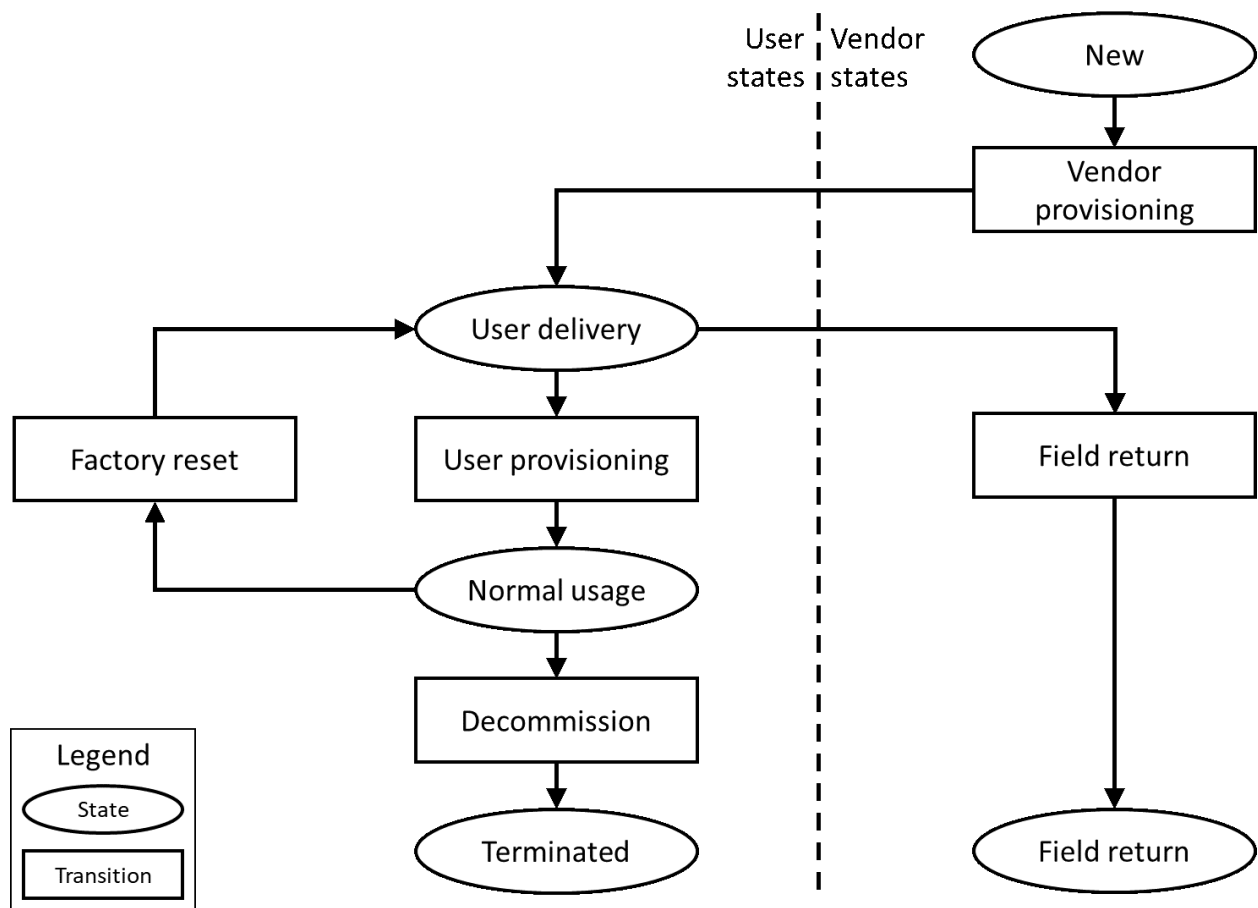 User
states
Vendor
states
New
Vendor
provisioning
User delivery
Factory reset
User provisioning
Field return
Normal usage
Decommission
Legend
State
Transition
Terminated
Field return